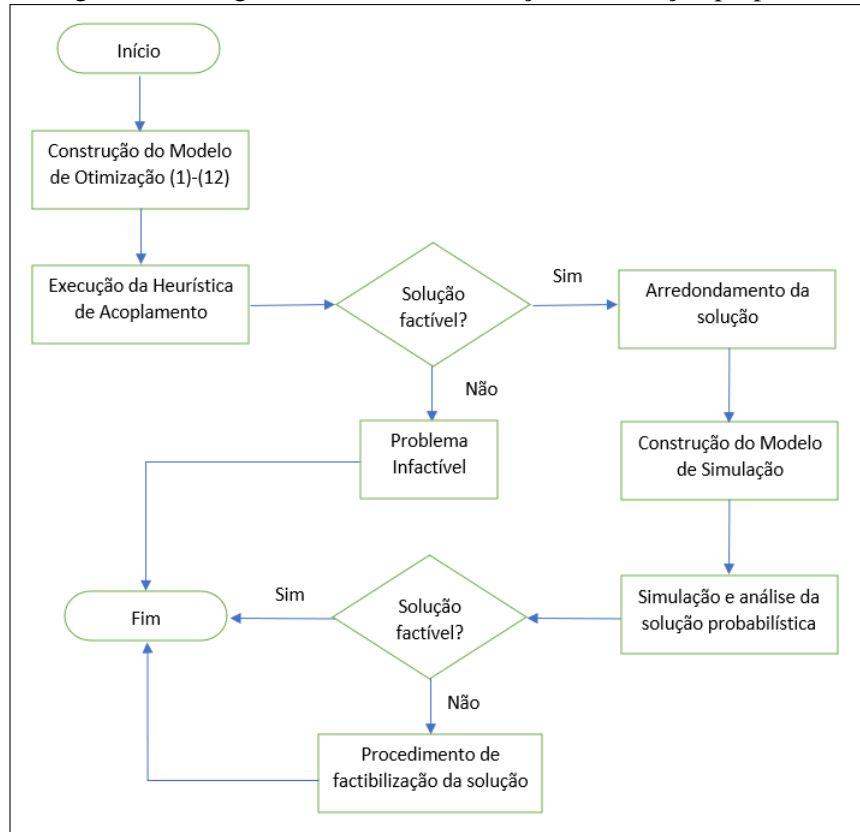 Início
Construção do Modelo
de Otimização (1)-(12)
Execução da Heurística
de Acoplamento
Solução
factível?
Sim
Arredondamento da
solução
Não
Problema
Infactível
Construção do Modelo
de Simulação
Simulação e análise da
solução probabilística
Solução
factível?
Sim
Fim
Não
Procedimento de
factibilização da solução